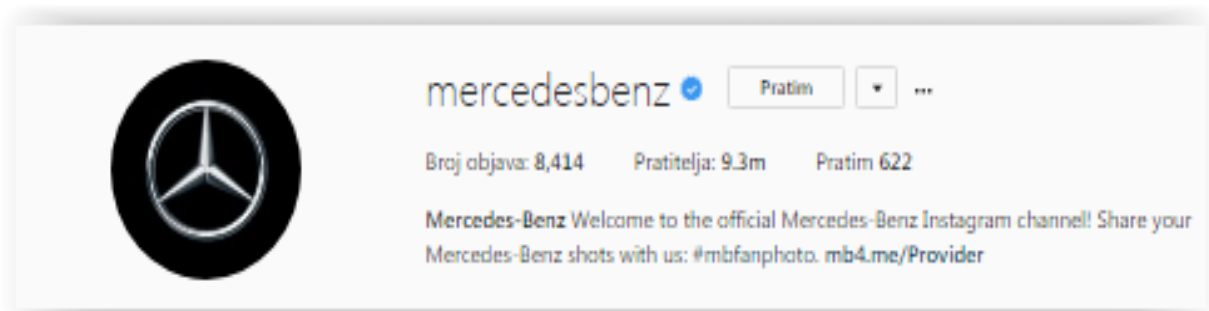 mercedesbenz Pratim ▾ ...
Broj objava: 8,414 Pratitelja: 9.3m Pratim 622
Mercedes-Benz Welcome to the official Mercedes-Benz Instagram channel! Share your
Mercedes-Benz shots with us: #mbfanphoto. mb4.me/Provider